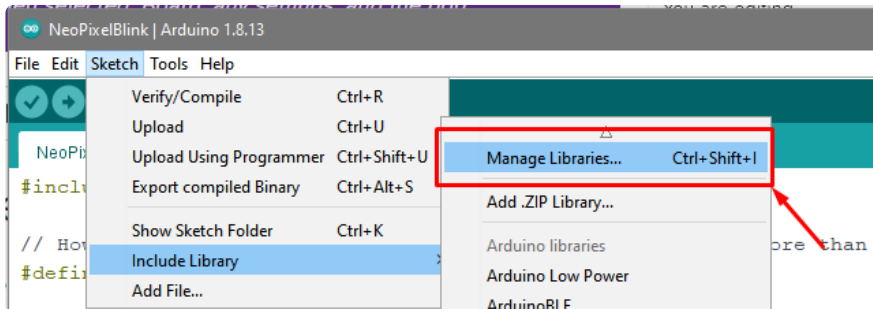 NeoPixelBlink | Arduino 1.8.13
File Edit Sketch Tools Help
Verify/Compile Ctrl+R
Upload Ctrl+U
Upload Using Programmer Ctrl+Shift+U
Export compiled Binary Ctrl+Alt+S
Show Sketch Folder Ctrl+K
Include Library
Add File...
Manage Libraries... Ctrl+Shift+I
Add .ZIP Library...
Arduino libraries
Arduino Low Power
ArduinoBLE
NeoPix
#inclu
// How
#defin
ore than